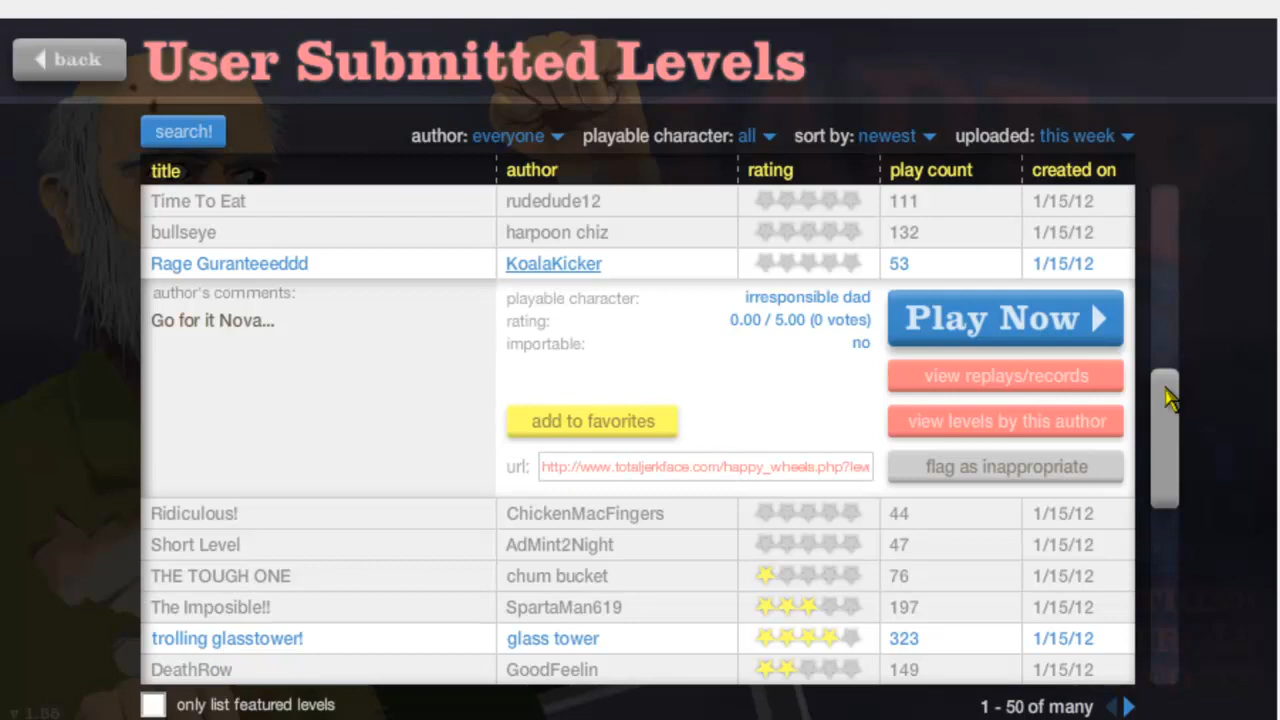 back
User Submitted Levels
search!
author: everyone playable character: all sort by: newest uploaded: this week
title author rating play count created on
Time To Eat rudedude12 111 1/15/12
bullseye harpoon chiz 132 1/15/12
Rage Guranteeeddd KoalaKicker 53 1/15/12
author's comments:
Go for it Nova...
playable character: irresponsible dad
rating: 0.00 / 5.00 (0 votes)
importable: no
add to favorites
url: http://www.totaljerkface.com/happy_wheels.php?leve
Play Now
view replays/records
view levels by this author
flag as inappropriate
Ridiculous! ChickenMacFingers 44 1/15/12
Short Level AdMint2Night 47 1/15/12
THE TOUGH ONE chum bucket 76 1/15/12
The Imposible!! SpartaMan619 197 1/15/12
trolling glasstower! glass tower 323 1/15/12
DeathRow GoodFeelin 149 1/15/12
only list featured levels
1 - 50 of many
v 1.55